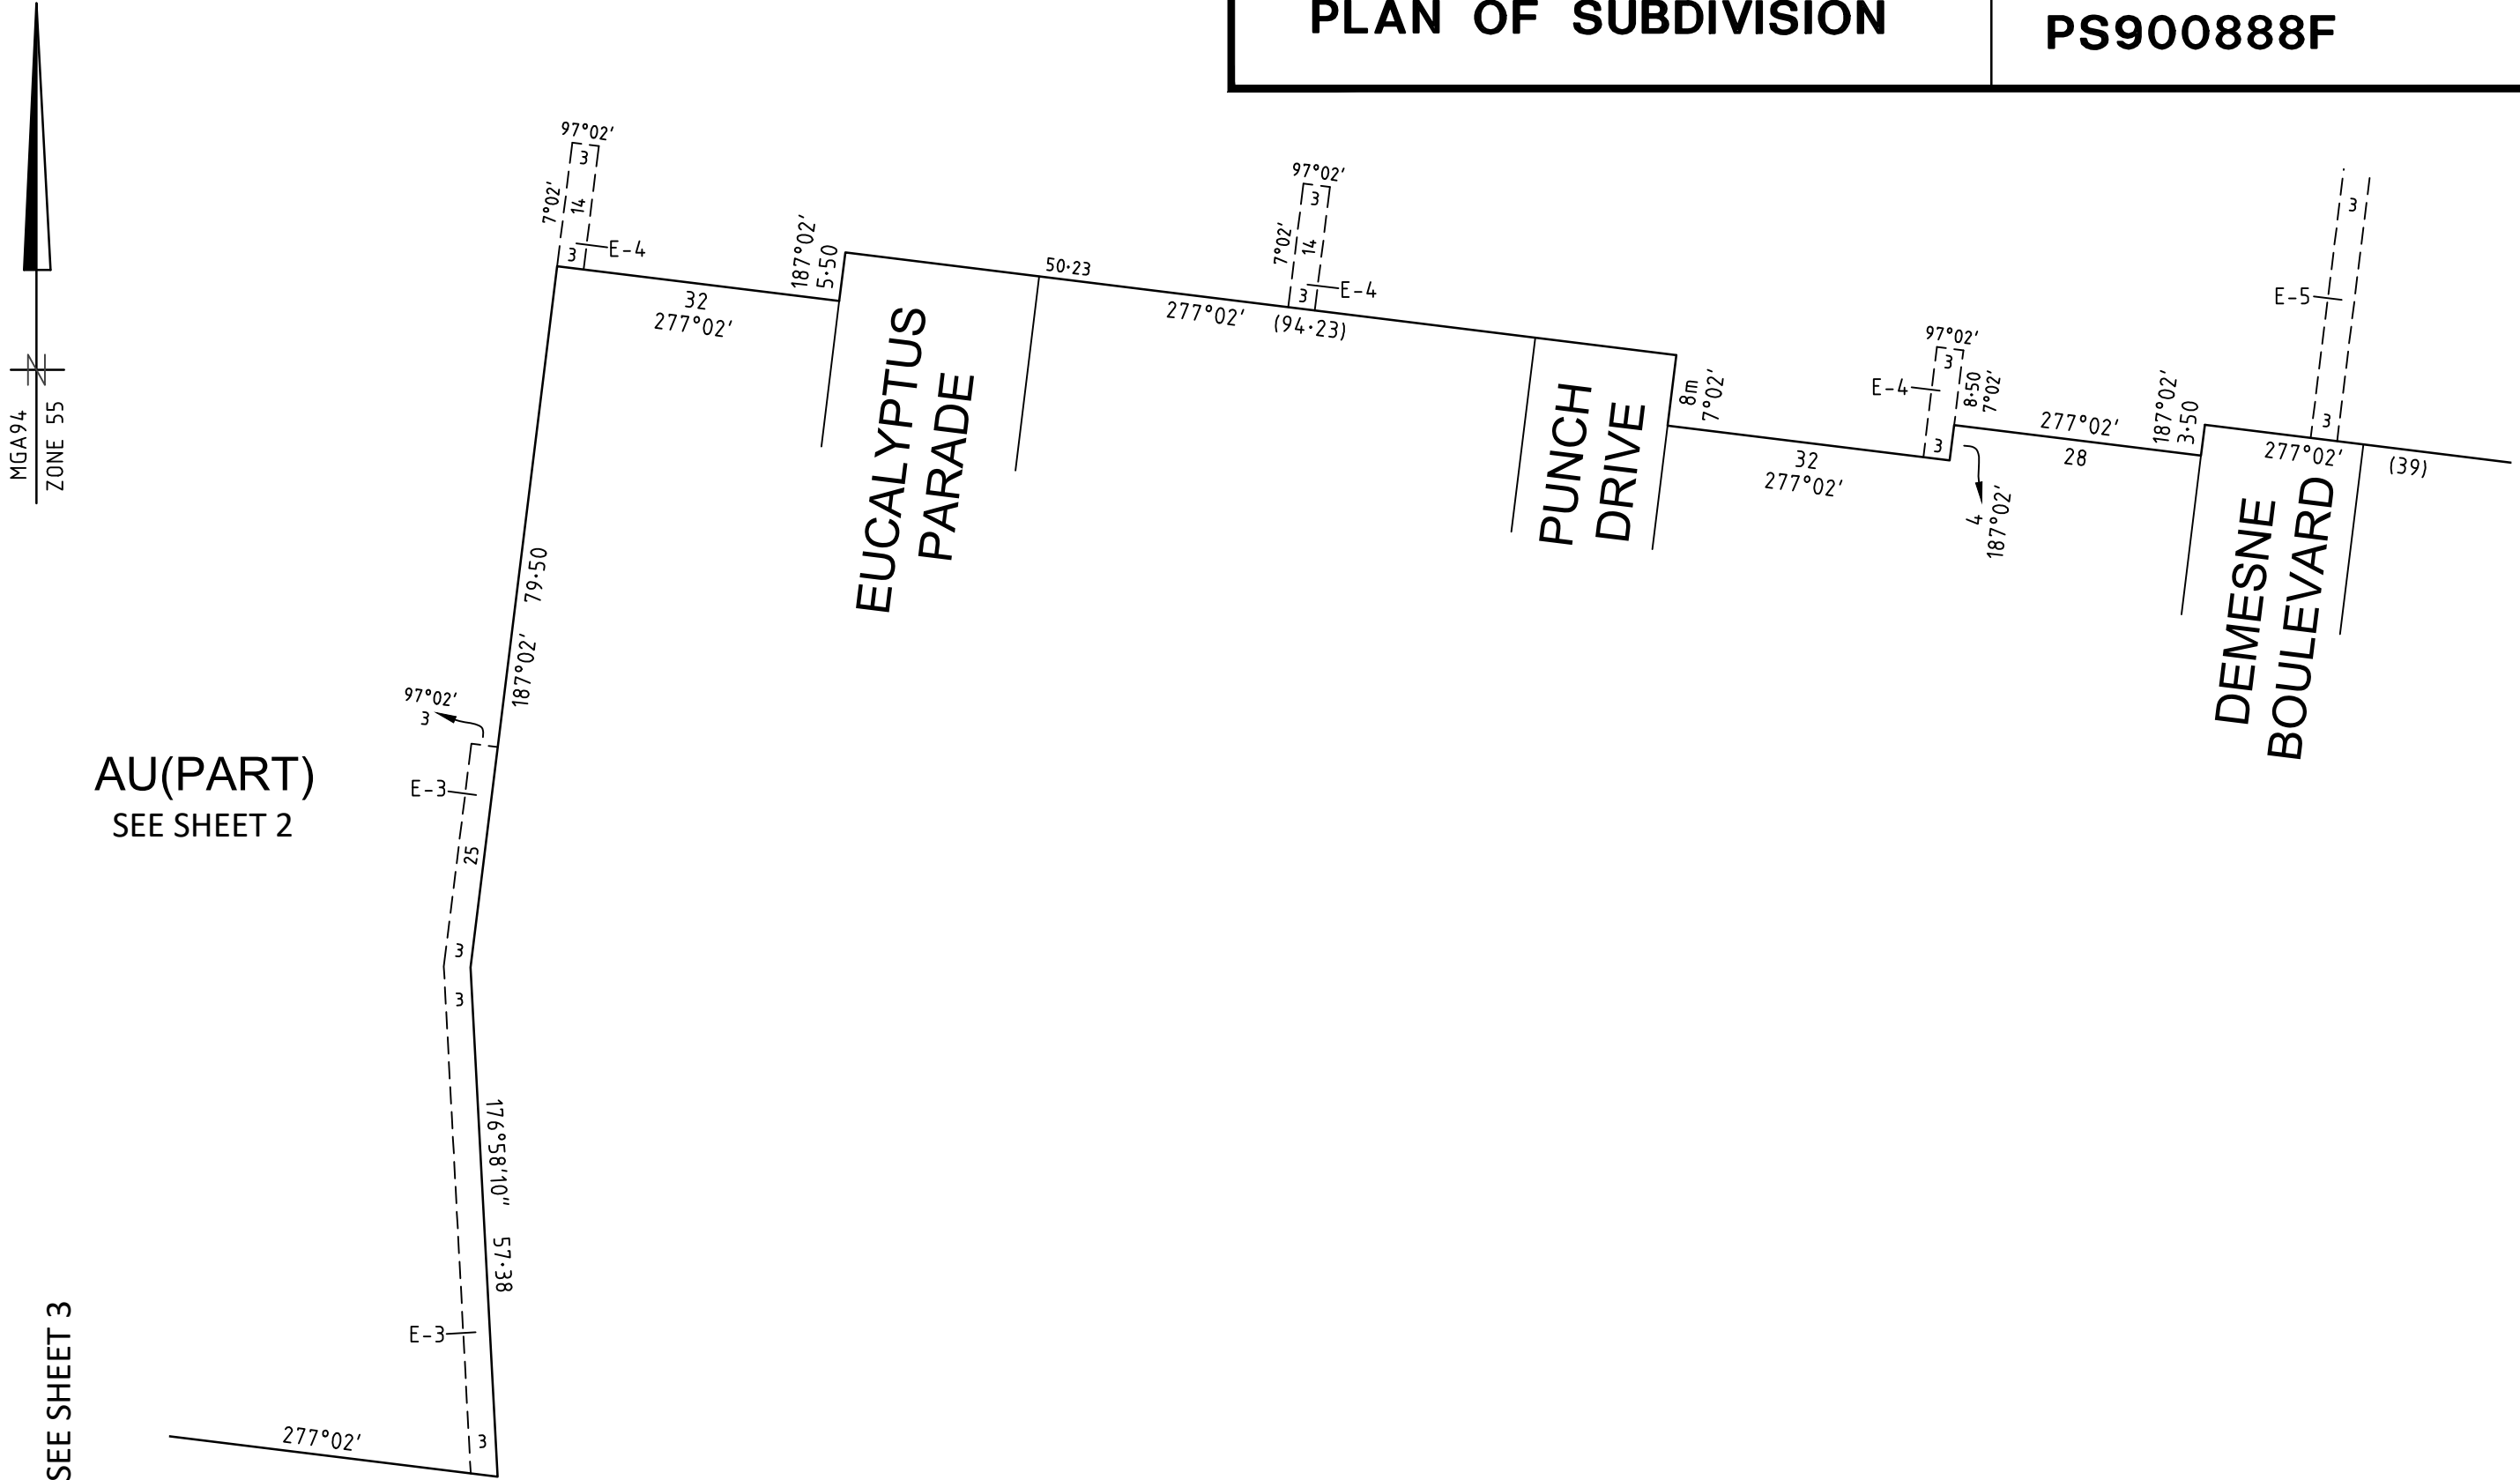 PLAN OF SUBDIVISION
PS900888F
MGA94
ZONE 55
97°02'
3
7°02'
14
3
E-4
32
277°02'
187°02'
5·50
50·23
277°02'
(94·23)
97°02'
3
7°02'
14
3
E-4
EUCALYPTUS
PARADE
PUNCH
DRIVE
8m
7°02'
32
277°02'
97°02'
3
E-4
8·50
7°02'
3
4
187°02'
277°02'
28
187°02'
3·50
3
E-5
3
277°02'
(39)
DEMESNE
BOULEVARD
187°02'
79·50
97°02'
3
E-3
25
3
3
AU(PART)
SEE SHEET 2
176°58'10"
57·38
E-3
3
277°02'
SEE SHEET 3